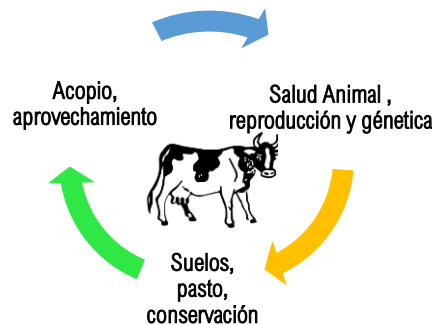 Acopio,
aprovechamiento
Salud Animal ,
reproducción y génetica
Suelos,
pasto,
conservación